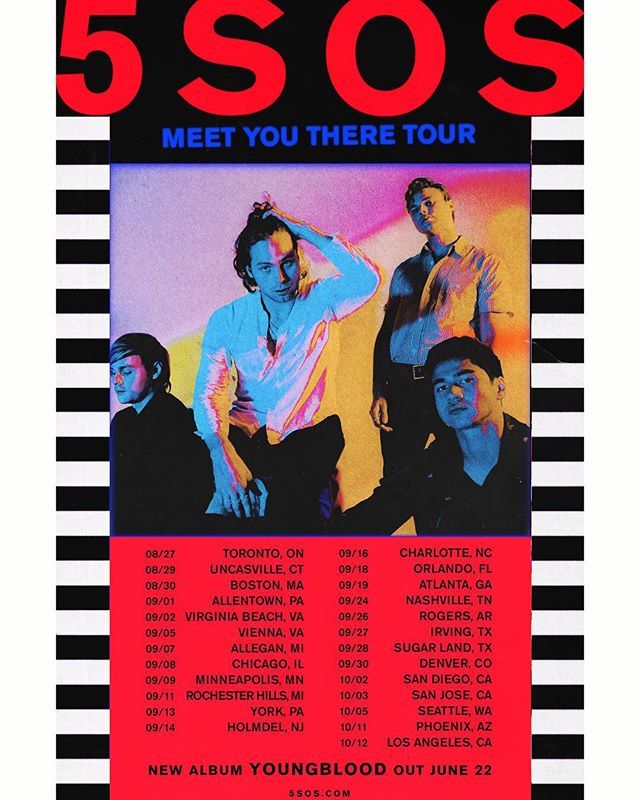 5SOS
MEET YOU THERE TOUR
08/27 TORONTO, ON
08/29 UNCASVILLE, CT
08/30 BOSTON, MA
09/01 ALLENTOWN, PA
09/02 VIRGINIA BEACH, VA
09/05 VIENNA, VA
09/07 ALLEGAN, MI
09/08 CHICAGO, IL
09/09 MINNEAPOLIS, MN
09/11 ROCHESTER HILLS, MI
09/13 YORK, PA
09/14 HOLMDEL, NJ
09/16 CHARLOTTE, NC
09/18 ORLANDO, FL
09/19 ATLANTA, GA
09/24 NASHVILLE, TN
09/26 ROGERS, AR
09/27 IRVING, TX
09/28 SUGAR LAND, TX
09/30 DENVER, CO
10/02 SAN DIEGO, CA
10/03 SAN JOSE, CA
10/05 SEATTLE, WA
10/11 PHOENIX, AZ
10/12 LOS ANGELES, CA
NEW ALBUM YOUNGBLOOD OUT JUNE 22
5SOS.COM